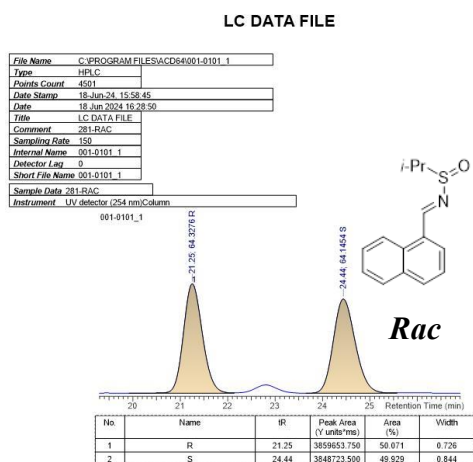 LC DATA FILE
File Name C:\PROGRAM FILES\ACD64\001-0101_1
Type HPLC
Points Count 4501
Date Stamp 18-Jun-24, 15:58:45
Date 18 Jun 2024 16:28:50
Title LC DATA FILE
Comment 281-RAC
Sampling Rate 150
Internal Name 001-0101_1
Detector Lag 0
Short File Name 001-0101_1
Sample Data 281-RAC
Instrument UV detector (254 nm)Column
001-0101_1
21.25; 64.3276 R
24.44; 64.1454 S
i-Pr S O
N
Rac
20 21 22 23 24 25 Retention Time (min)
No. Name tR Peak Area (Y units*ms) Area (%) Width
1 R 21.25 3859653.750 50.071 0.726
2 S 24.44 3848723.500 49.929 0.844